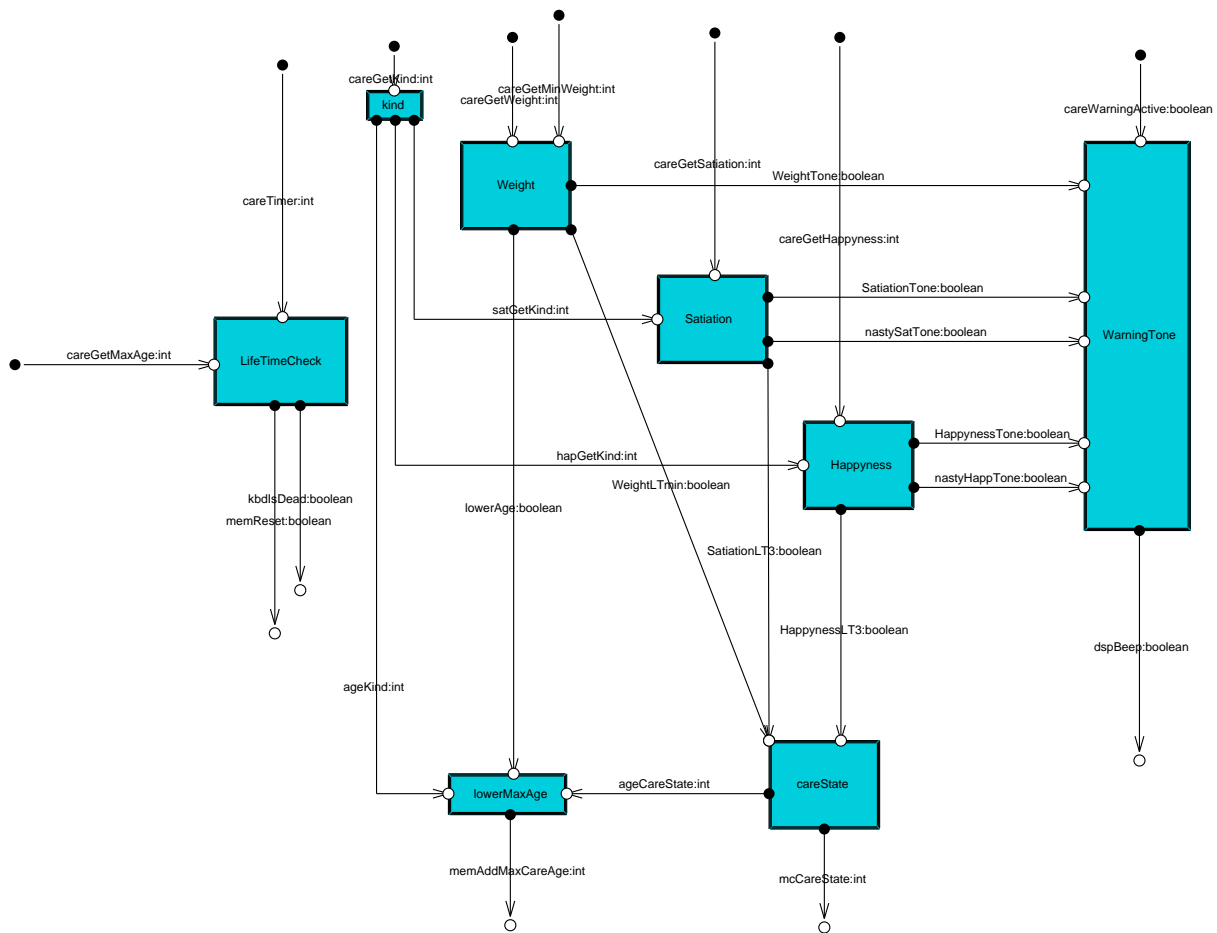 careGetKind:int
kind
careGetMinWeight:int
careGetWeight:int
careWarningActive:boolean
careGetSatiation:int
WeightTone:boolean
Weight
careTimer:int
careGetHappyness:int
SatiationTone:boolean
satGetKind:int
Satiation
nastySatTone:boolean
WarningTone
careGetMaxAge:int
LifeTimeCheck
HappynessTone:boolean
hapGetKind:int
Happyness
nastyHappTone:boolean
WeightLTmin:boolean
kbdIsDead:boolean
lowerAge:boolean
memReset:boolean
SatiationLT3:boolean
HappynessLT3:boolean
dspBeep:boolean
ageKind:int
ageCareState:int
careState
lowerMaxAge
memAddMaxCareAge:int
mcCareState:int